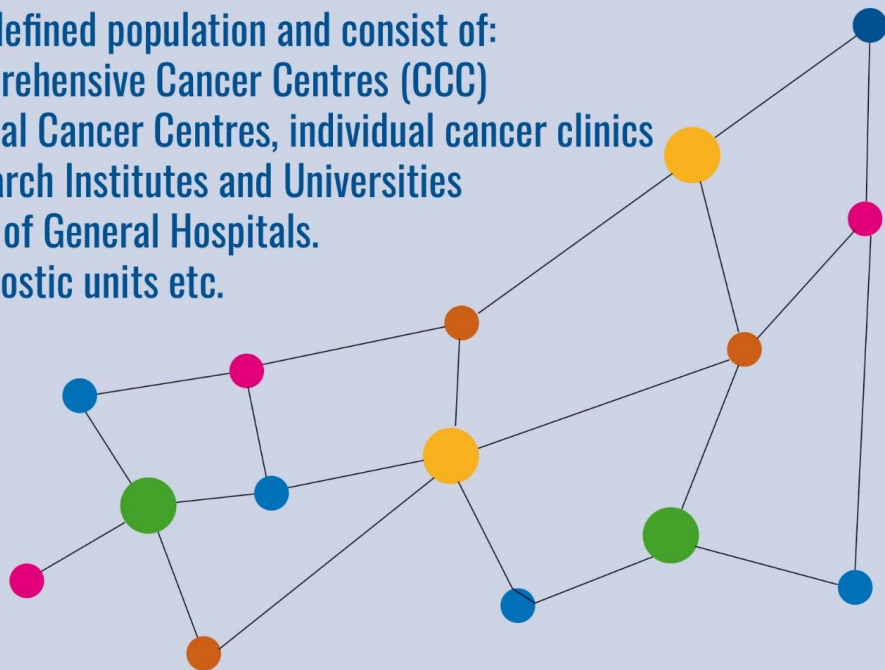 defined population and consist of:
rehensive Cancer Centres (CCC)
al Cancer Centres, individual cancer clinics
arch Institutes and Universities
of General Hospitals.
ostic units etc.